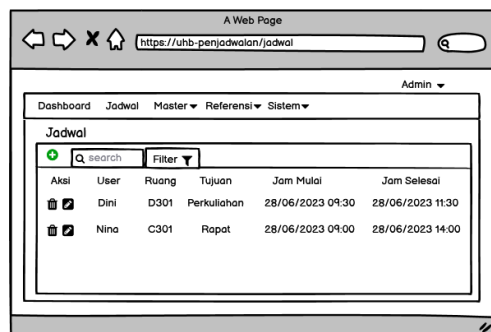 A Web Page
https://uhb-penjadwalan/jadwal
Admin
Dashboard Jadwal Master Referensi Sistem
Jadwal
search Filter
Aksi User Ruang Tujuan Jam Mulai Jam Selesai
Dini D301 Perkuliahan 28/06/2023 09:30 28/06/2023 11:30
Nina C301 Rapat 28/06/2023 09:00 28/06/2023 14:00